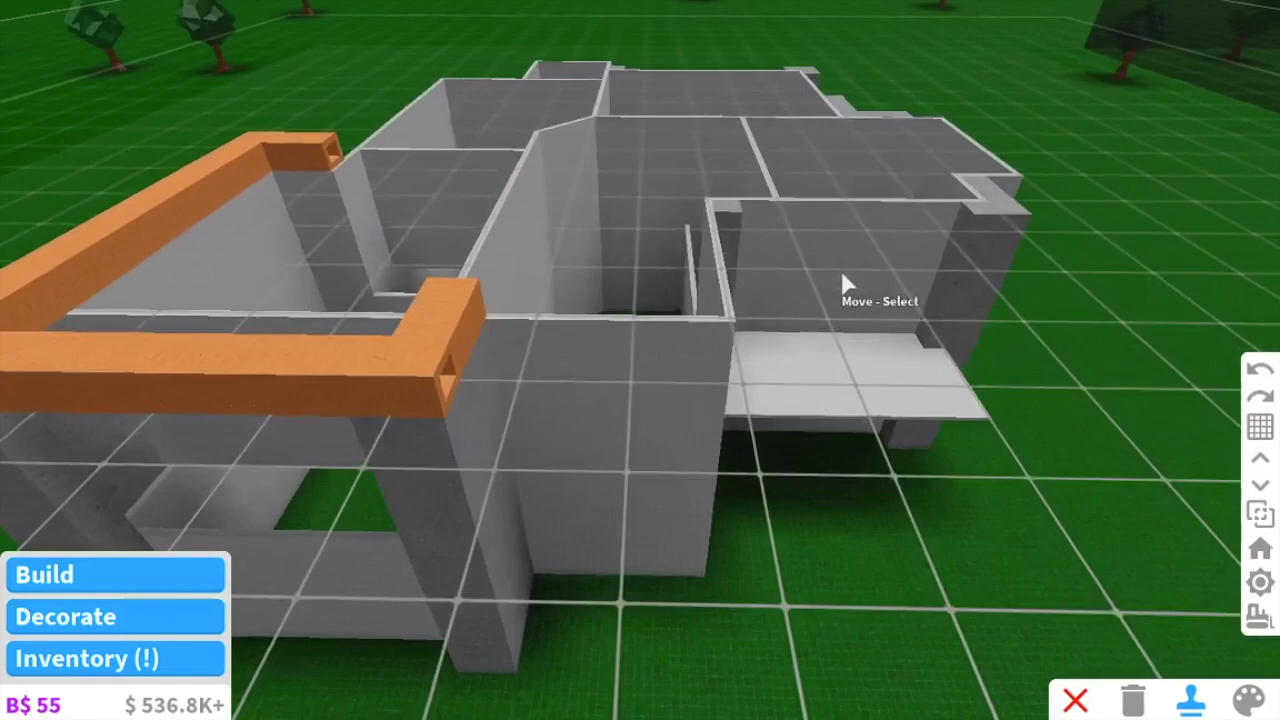 Move - Select
Build
Decorate
Inventory (!)
B$ 55 $ 536.8K+